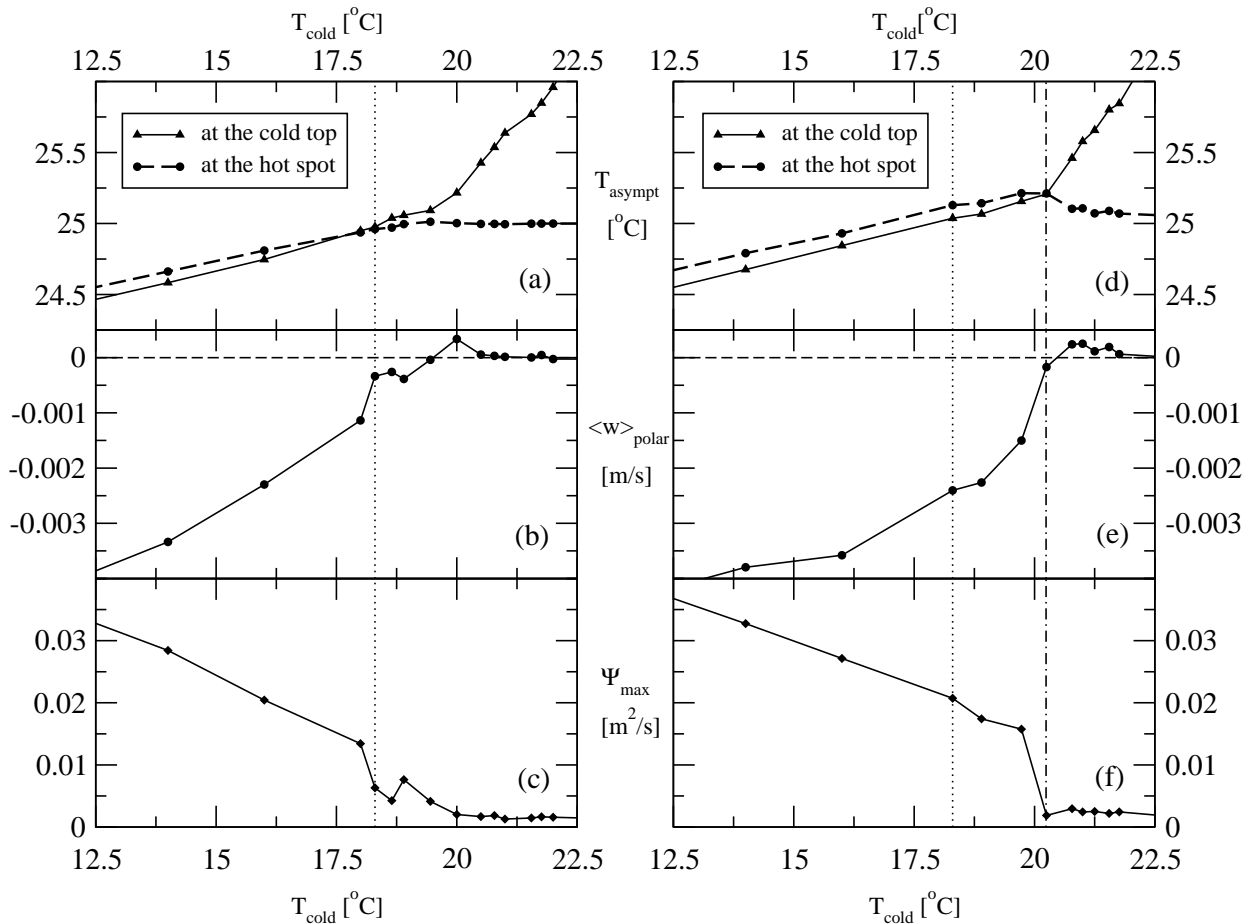 T_cold [°C] T_cold [°C]
12.5 15 17.5 20 22.5 12.5 15 17.5 20 22.5
at the cold top
at the hot spot
at the cold top
at the hot spot
25.5
25
24.5
T_asympt
[°C]
25.5
25
24.5
(a) (d)
0
-0.001
-0.002
-0.003
<w>_polar
[m/s]
0
-0.001
-0.002
-0.003
(b) (e)
0.03
0.02
0.01
0
Ψ_max
[m²/s]
0.03
0.02
0.01
0
(c) (f)
12.5 15 17.5 20 22.5 12.5 15 17.5 20 22.5
T_cold [°C] T_cold [°C]